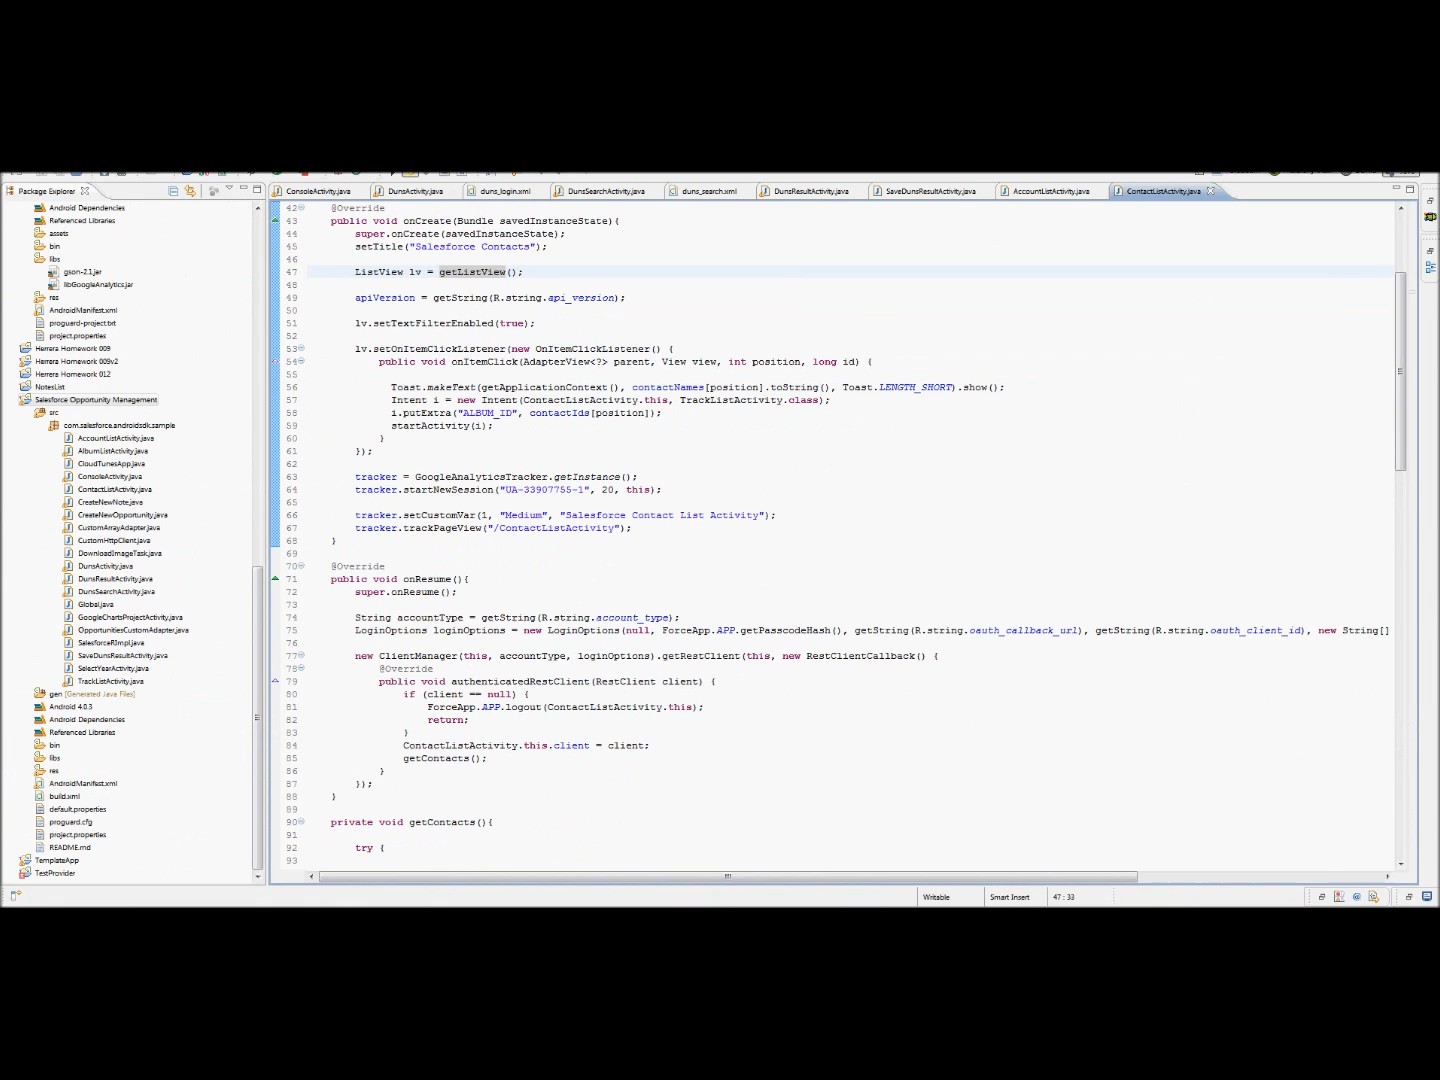 Package Explorer
ConsoleActivity.java
DunsActivity.java
duns_login.xml
DunsSearchActivity.java
duns_search.xml
DunsResultActivity.java
SaveDunsResultActivity.java
AccountListActivity.java
ContactListActivity.java
Android Dependencies
Referenced Libraries
assets
bin
libs
gson-2.1.jar
libGoogleAnalytics.jar
res
AndroidManifest.xml
proguard-project.txt
project.properties
Herrera Homework 009
Herrera Homework 009v2
Herrera Homework 012
NotesList
Salesforce Opportunity Management
src
com.salesforce.androidsdk.sample
AccountListActivity.java
AlbumListActivity.java
CloudTunesApp.java
ConsoleActivity.java
ContactListActivity.java
CreateNewNote.java
CreateNewOpportunity.java
CustomArrayAdapter.java
CustomHttpClient.java
DownloadImageTask.java
DunsActivity.java
DunsResultActivity.java
DunsSearchActivity.java
Global.java
GoogleChartsProjectActivity.java
OpportunitiesCustomAdapter.java
SalesforceRImpl.java
SaveDunsResultActivity.java
SelectYearActivity.java
TrackListActivity.java
gen [Generated Java Files]
Android 4.0.3
Android Dependencies
Referenced Libraries
bin
libs
res
AndroidManifest.xml
build.xml
default.properties
proguard.cfg
project.properties
README.md
TemplateApp
TestProvider
42 @Override
43 public void onCreate(Bundle savedInstanceState){
44 super.onCreate(savedInstanceState);
45 setTitle("Salesforce Contacts");
46
47 ListView lv = getListView();
48
49 apiVersion = getString(R.string.api_version);
50
51 lv.setTextFilterEnabled(true);
52
53 lv.setOnItemClickListener(new OnItemClickListener() {
54 public void onItemClick(AdapterView<?> parent, View view, int position, long id) {
55
56 Toast.makeText(getApplicationContext(), contactNames[position].toString(), Toast.LENGTH_SHORT).show();
57 Intent i = new Intent(ContactListActivity.this, TrackListActivity.class);
58 i.putExtra("ALBUM_ID", contactIds[position]);
59 startActivity(i);
60 }
61 });
62
63 tracker = GoogleAnalyticsTracker.getInstance();
64 tracker.startNewSession("UA-33907755-1", 20, this);
65
66 tracker.setCustomVar(1, "Medium", "Salesforce Contact List Activity");
67 tracker.trackPageView("/ContactListActivity");
68 }
69
70 @Override
71 public void onResume(){
72 super.onResume();
73
74 String accountType = getString(R.string.account_type);
75 LoginOptions loginOptions = new LoginOptions(null, ForceApp.APP.getPasscodeHash(), getString(R.string.oauth_callback_url), getString(R.string.oauth_client_id), new String[]
76
77 new ClientManager(this, accountType, loginOptions).getRestClient(this, new RestClientCallback() {
78 @Override
79 public void authenticatedRestClient(RestClient client) {
80 if (client == null) {
81 ForceApp.APP.logout(ContactListActivity.this);
82 return;
83 }
84 ContactListActivity.this.client = client;
85 getContacts();
86 }
87 });
88 }
89
90 private void getContacts(){
91
92 try {
93
Writable
Smart Insert
47 : 33